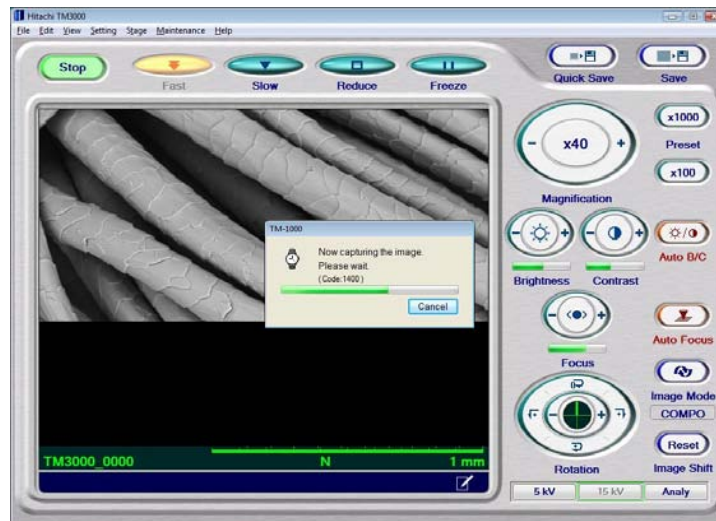 Hitachi TM3000
File Edit View Setting Stage Maintenance Help
Stop
Fast
Slow
Reduce
Freeze
Quick Save
Save
- x40 +
Magnification
x1000
Preset
x100
- +
Brightness
- +
Contrast
Auto B/C
- +
Focus
Auto Focus
Image Mode
COMPO
- +
Rotation
Reset
Image Shift
5 kV
15 kV
Analy
TM-1000
Now capturing the image.
Please wait.
(Code:1400)
Cancel
TM3000_0000 N 1 mm